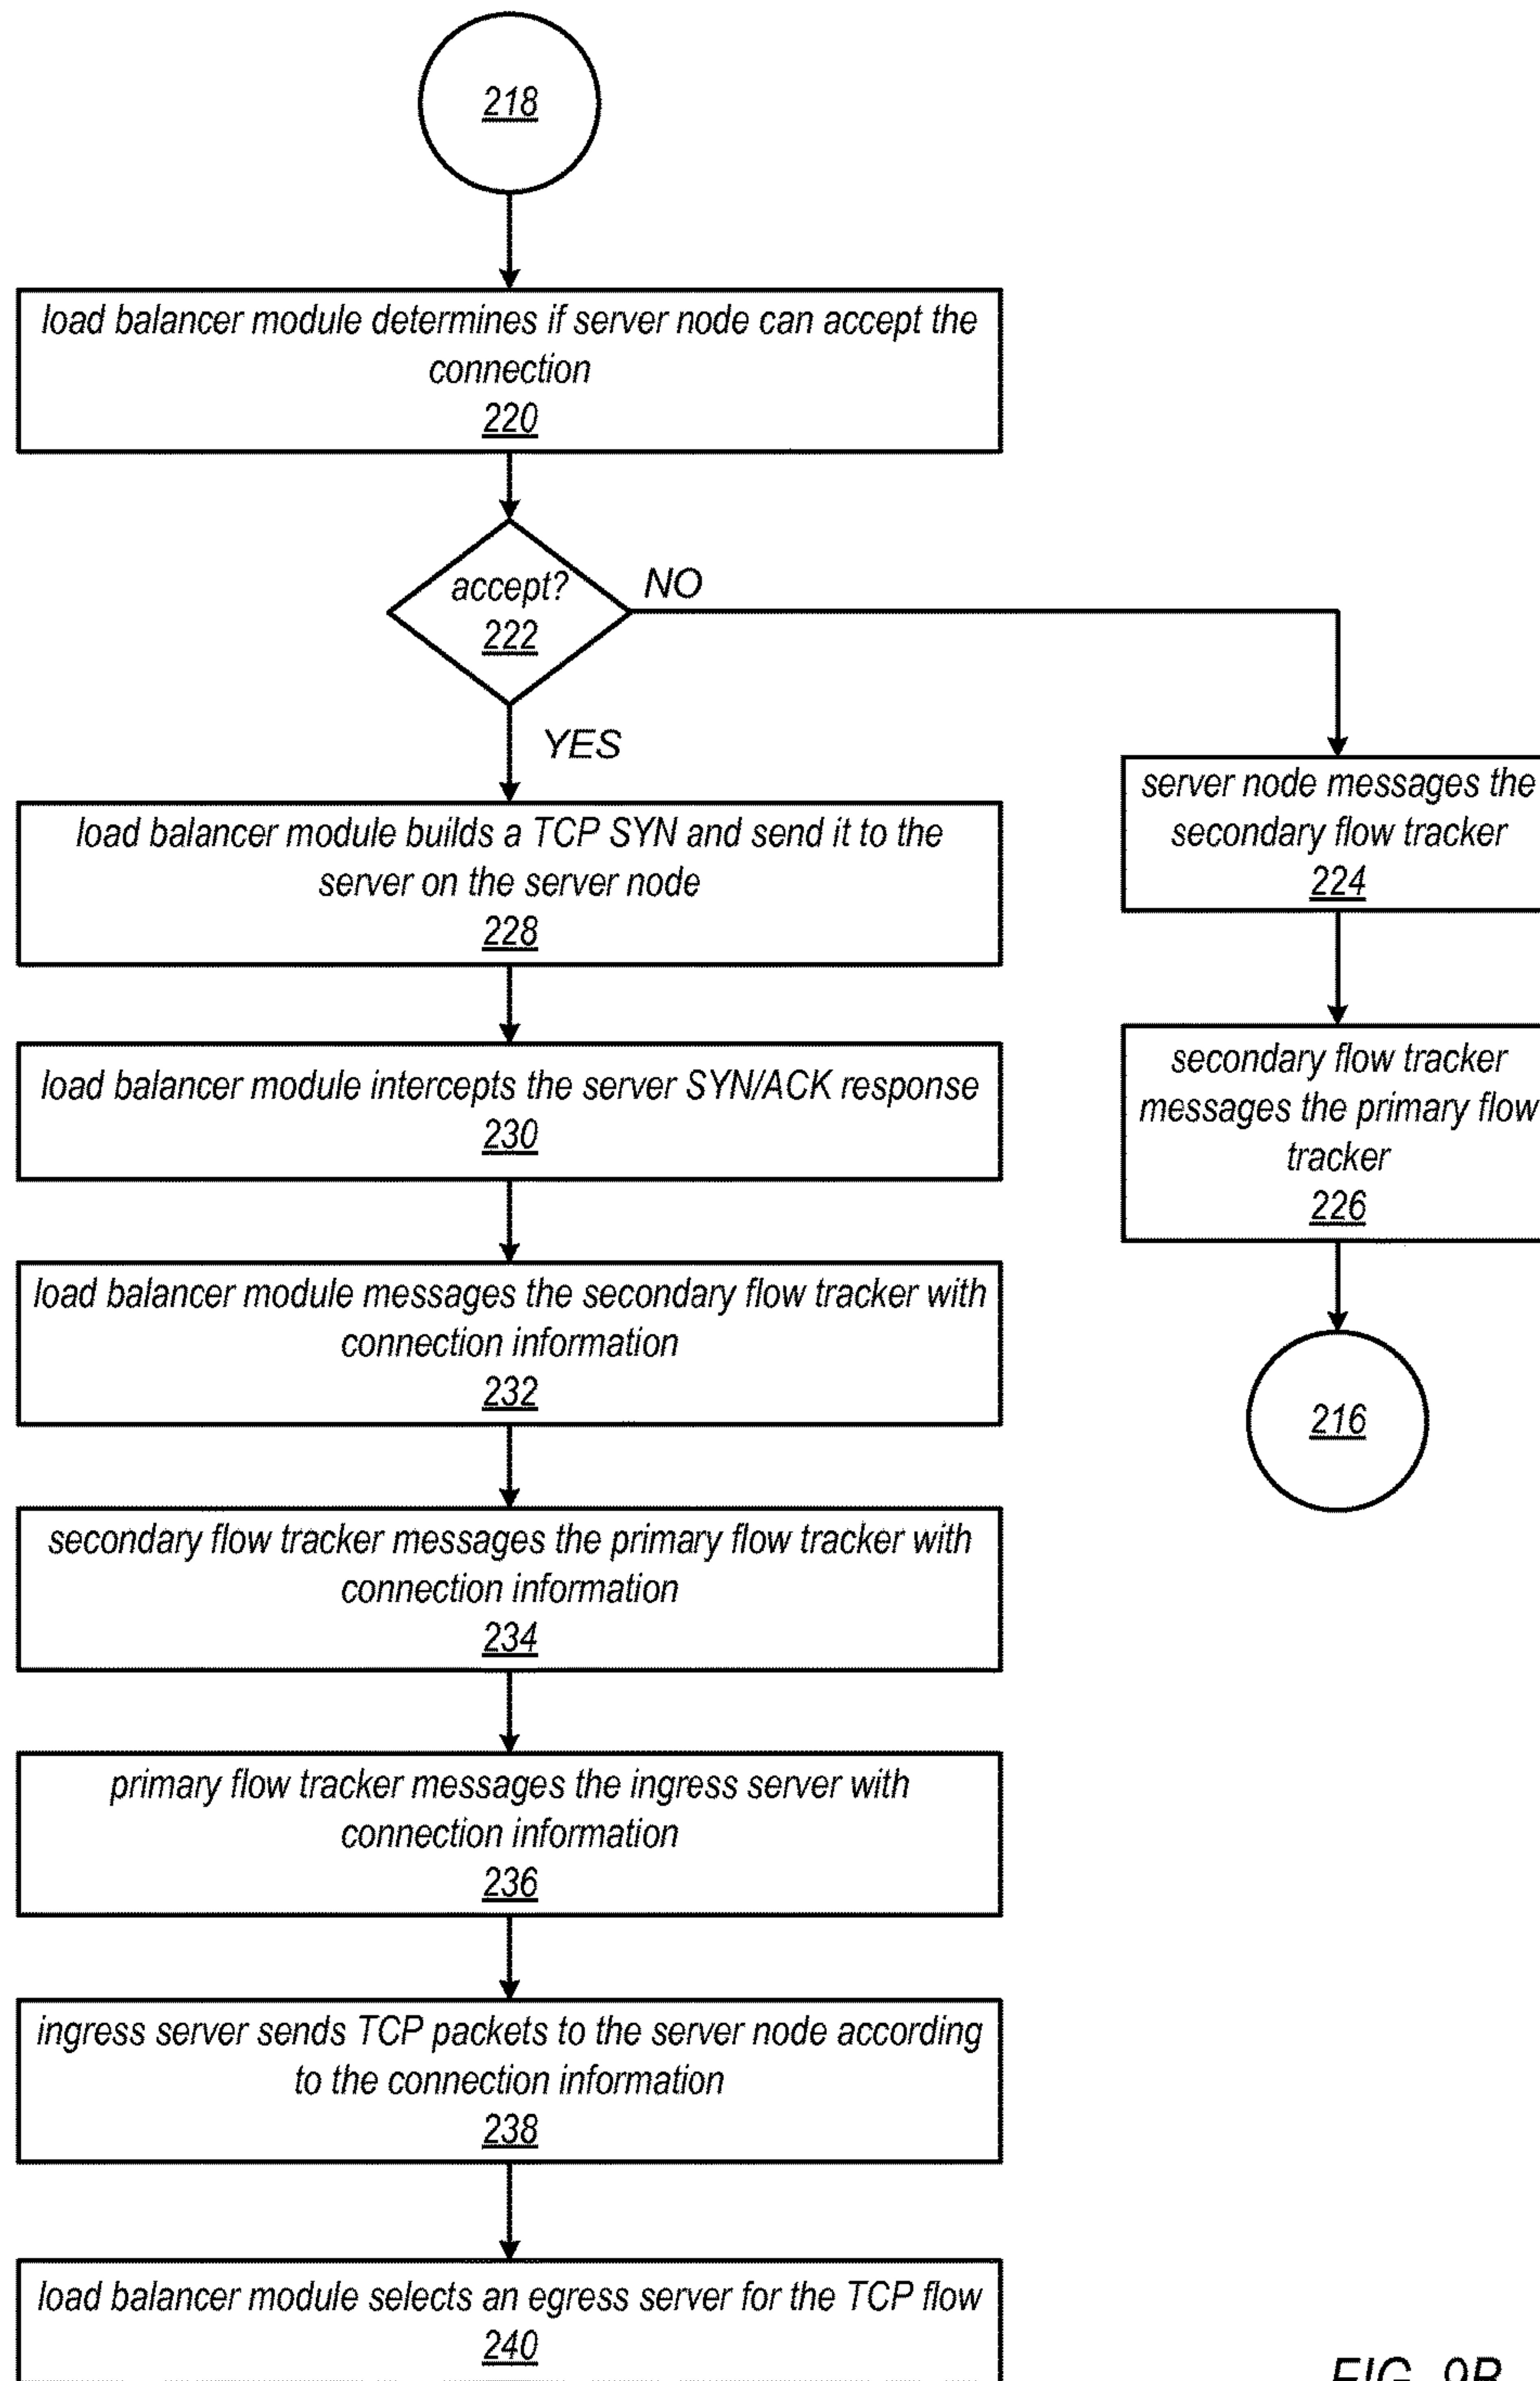 218
load balancer module determines if server node can accept the
connection
220
accept?
222
NO
YES
server node messages the
secondary flow tracker
224
secondary flow tracker
messages the primary flow
tracker
226
216
load balancer module builds a TCP SYN and send it to the
server on the server node
228
load balancer module intercepts the server SYN/ACK response
230
load balancer module messages the secondary flow tracker with
connection information
232
secondary flow tracker messages the primary flow tracker with
connection information
234
primary flow tracker messages the ingress server with
connection information
236
ingress server sends TCP packets to the server node according
to the connection information
238
load balancer module selects an egress server for the TCP flow
240
FIG. 9B